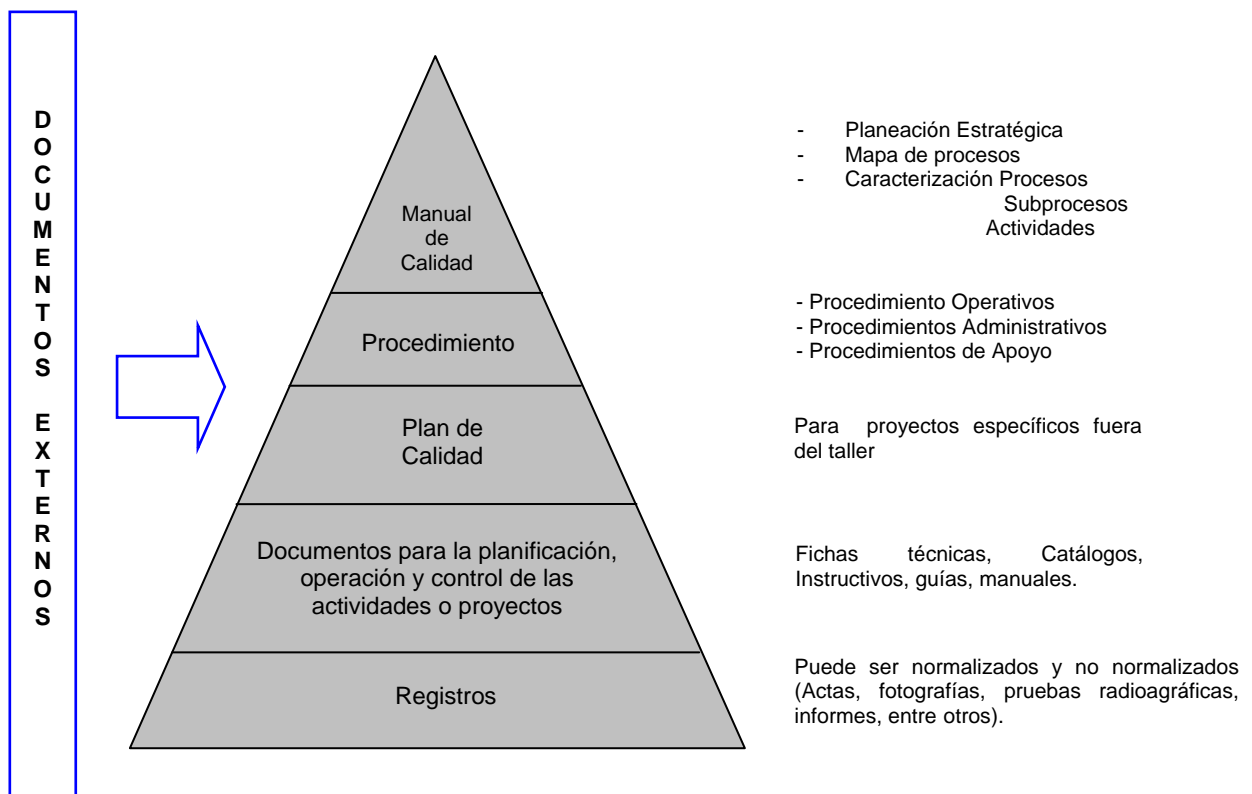 DOCUMENTOS EXTERNOS
Manual
de
Calidad
- Planeación Estratégica
- Mapa de procesos
- Caracterización Procesos
Subprocesos
Actividades
Procedimiento
- Procedimiento Operativos
- Procedimientos Administrativos
- Procedimientos de Apoyo
Plan de
Calidad
Para proyectos específicos fuera
del taller
Documentos para la planificación,
operación y control de las
actividades o proyectos
Fichas técnicas, Catálogos,
Instructivos, guías, manuales.
Registros
Puede ser normalizados y no normalizados
(Actas, fotografías, pruebas radioagráficas,
informes, entre otros).